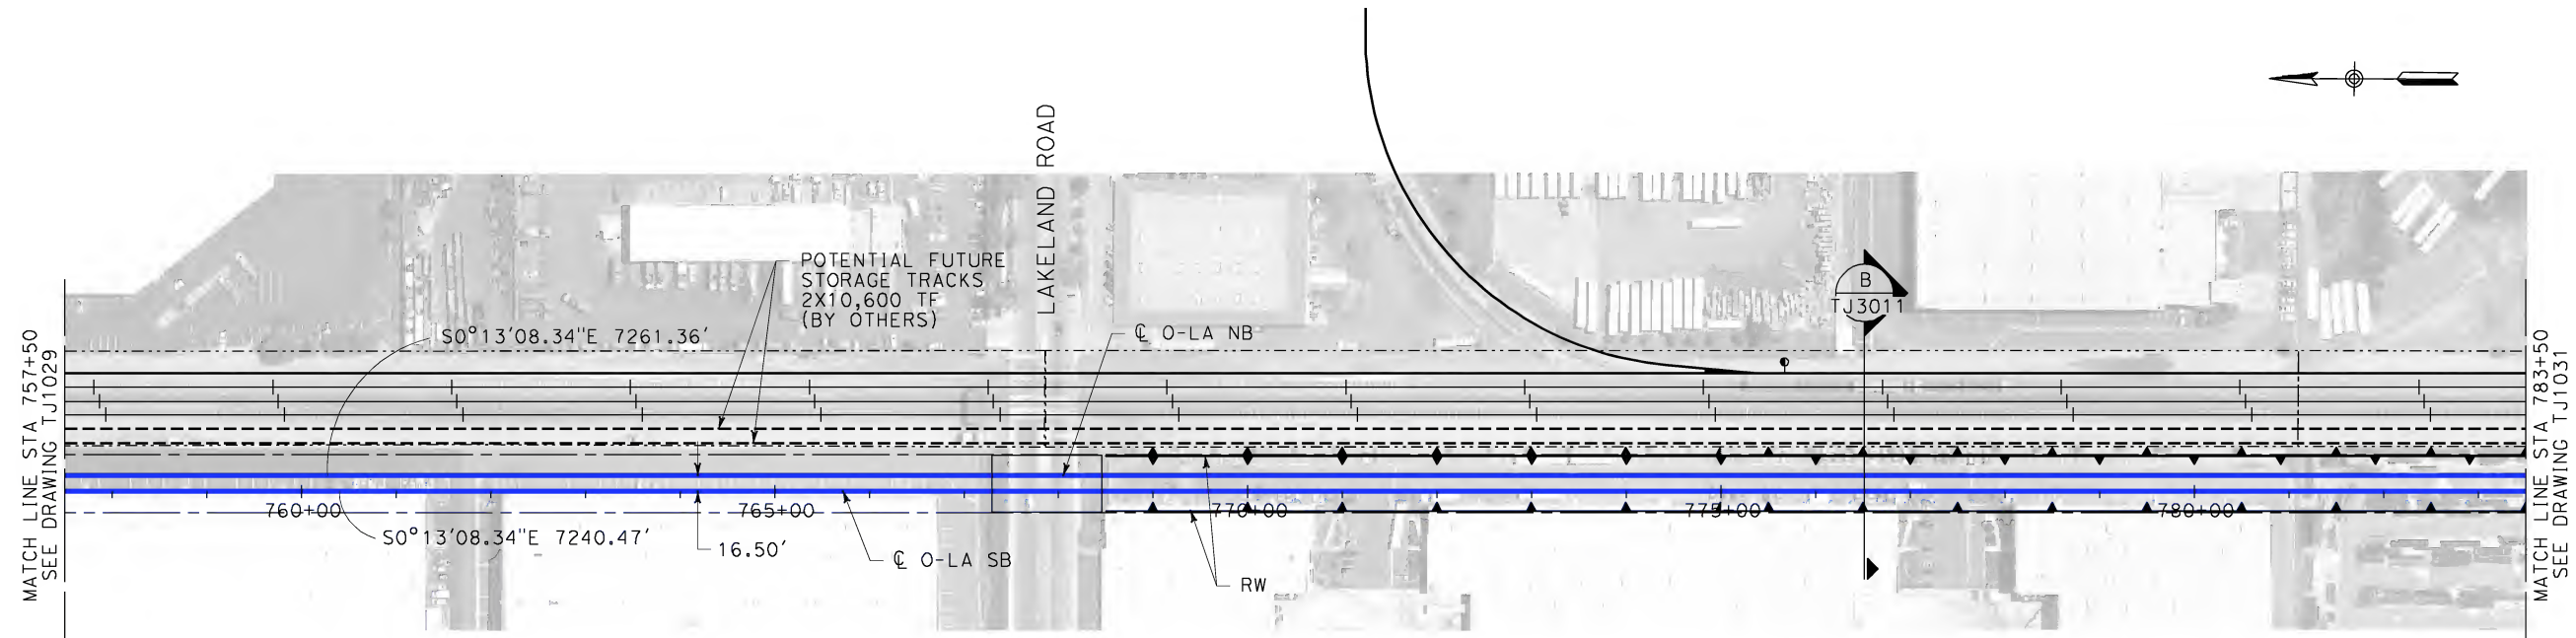 MATCH LINE STA 757+50
SEE DRAWING TJ1029
S0°13'08.34"E 7261.36'
POTENTIAL FUTURE
STORAGE TRACKS
2X10,600 TF
(BY OTHERS)
LAKELAND ROAD
℄ O-LA NB
B
TJ3011
760+00
765+00
770+00
775+00
780+00
S0°13'08.34"E 7240.47'
16.50'
℄ O-LA SB
RW
MATCH LINE STA 783+50
SEE DRAWING TJ1031